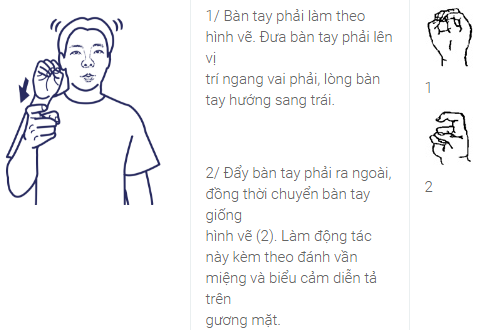 1/ Bàn tay phải làm theo
hình vẽ. Đưa bàn tay phải lên
vị
trí ngang vai phải, lòng bàn
tay hướng sang trái.
2/ Đẩy bàn tay phải ra ngoài,
đồng thời chuyển bàn tay
giống
hình vẽ (2). Làm động tác
này kèm theo đánh vần
miệng và biểu cảm diễn tả
trên
gương mặt.
1
2